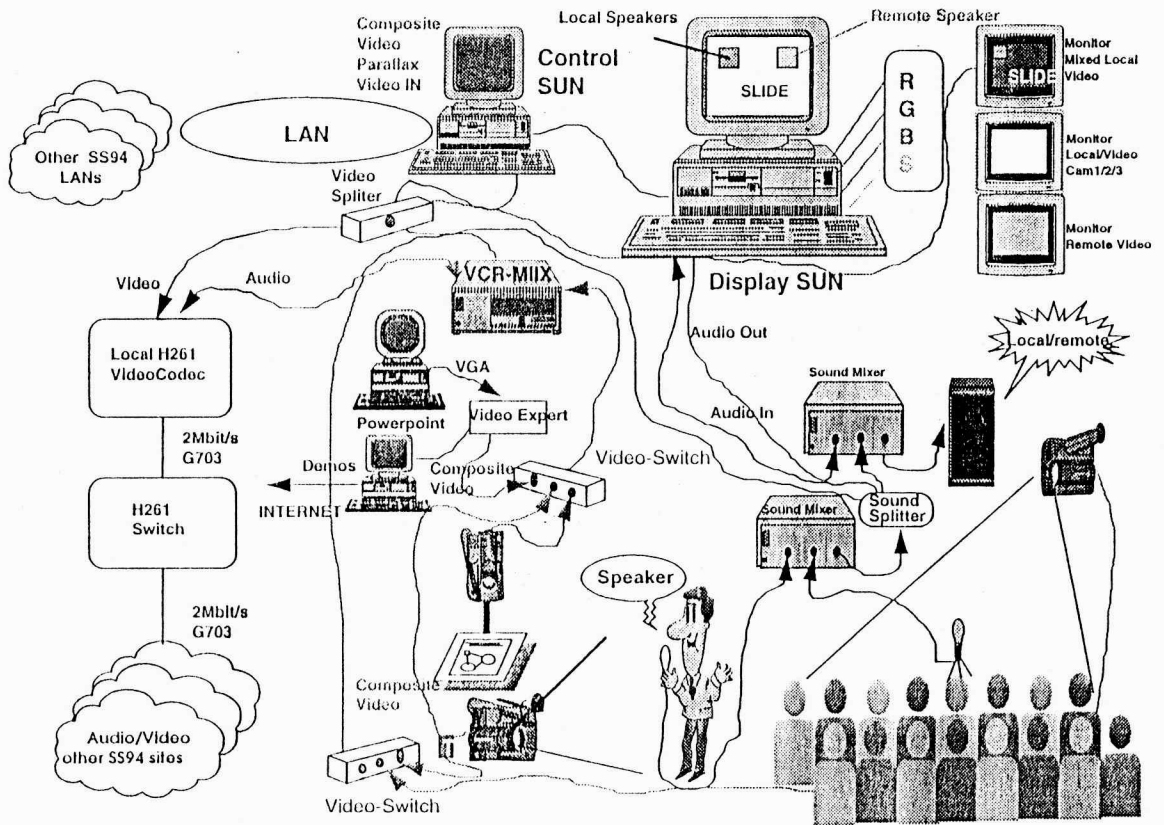 Composite
Video
Parallax
Video IN
Control
SUN
Local Speakers
Remote Speaker
SLIDE
R
G
B
S
SLIDE
Monitor
Mixed Local
Video
Monitor
Local/Video
Cam1/2/3
Monitor
Remote Video
Other SS94
LANs
LAN
Video
Spliter
Video
Audio
VCR-MIIX
Display SUN
Local H261
VideoCodec
VGA
Powerpoint
Video Expert
Audio Out
Audio In
Sound Mixer
Local/remote
2Mbit/s
G703
Demos
INTERNET
Composite
Video
Video-Switch
H261
Switch
Sound Mixer
Sound
Splitter
2Mbit/s
G703
Speaker
Composite
Video
Audio/Video
other SS94 sites
Video-Switch